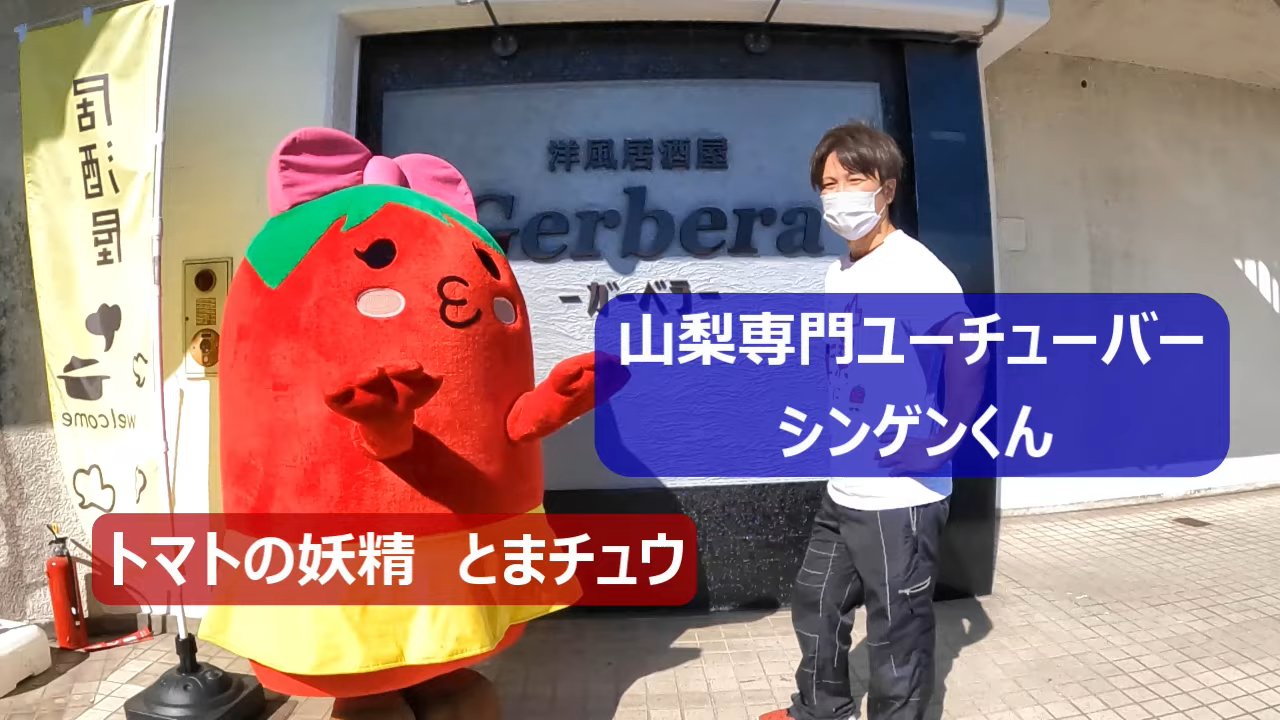 居酒屋
welcome
洋風居酒屋
Gerbera
-ガーベラ-
山梨専門ユーチューバー
シンゲンくん
トマトの妖精 とまチュウ